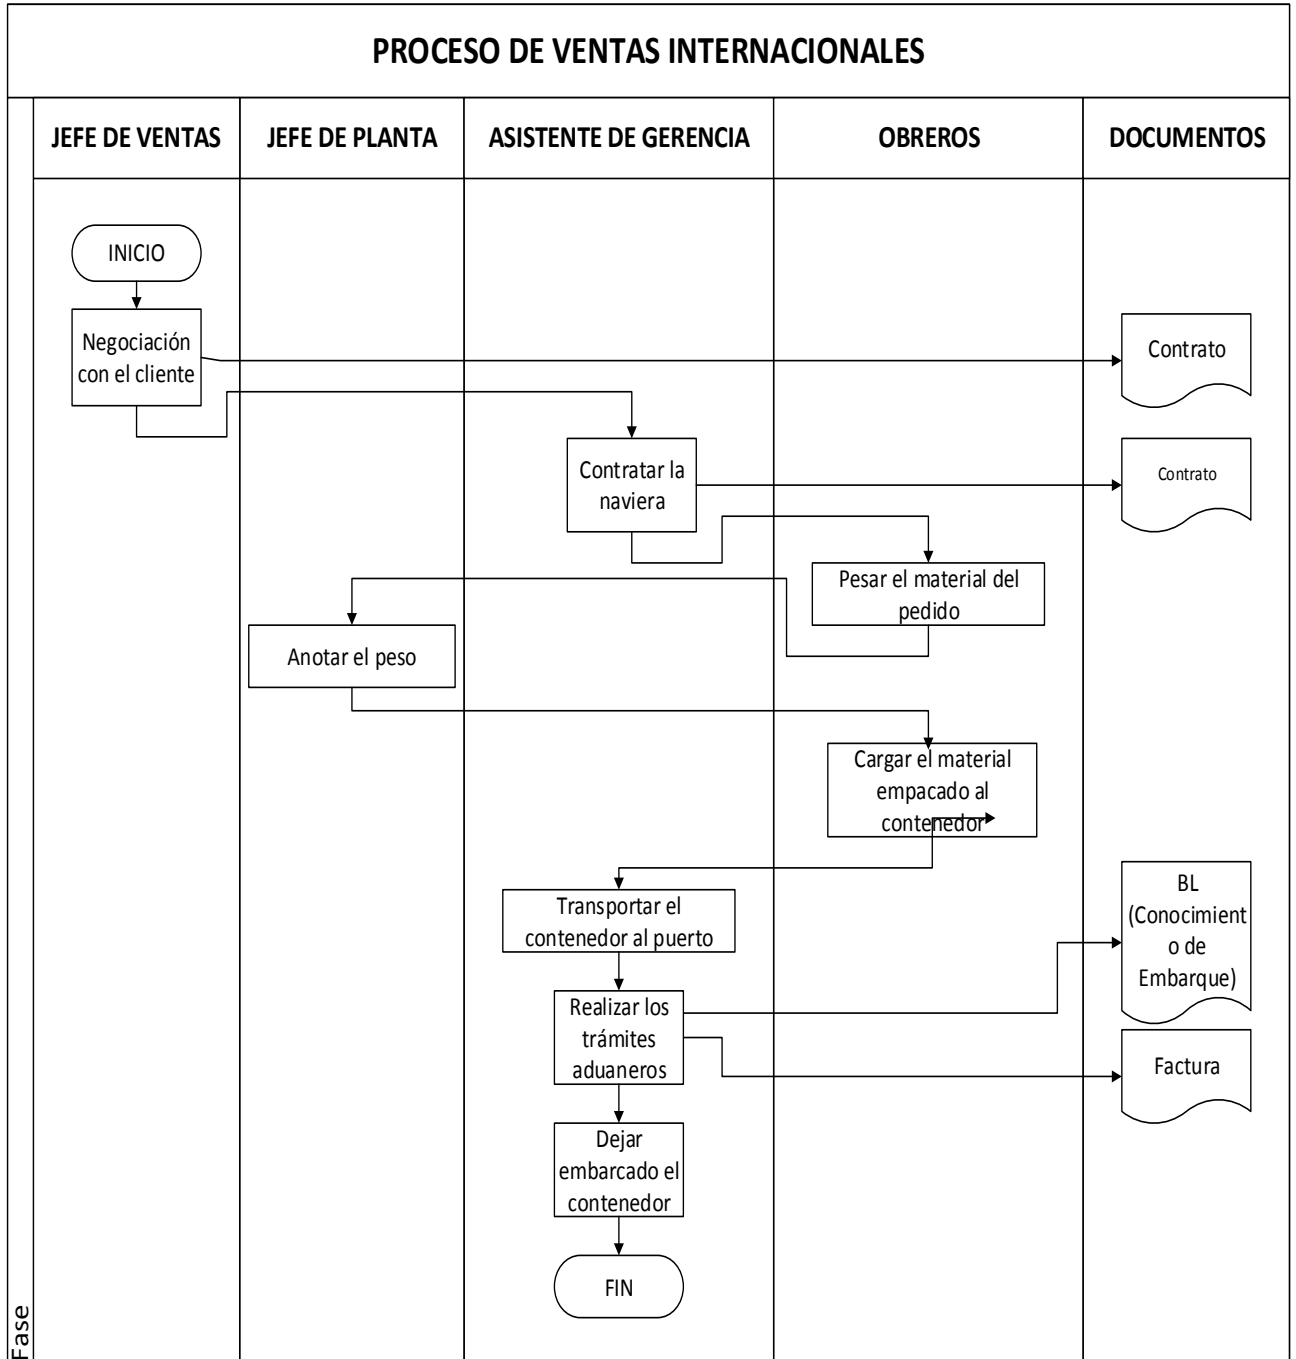 PROCESO DE VENTAS INTERNACIONALES
JEFE DE VENTAS
JEFE DE PLANTA
ASISTENTE DE GERENCIA
OBREROS
DOCUMENTOS
INICIO
Negociación
con el cliente
Contrato
Contratar la
naviera
Contrato
Pesar el material del
pedido
Anotar el peso
Cargar el material
empacado al
contenedor
Transportar el
contenedor al puerto
BL
(Conocimient
o de
Embarque)
Realizar los
trámites
aduaneros
Factura
Dejar
embarcado el
contenedor
FIN
Fase